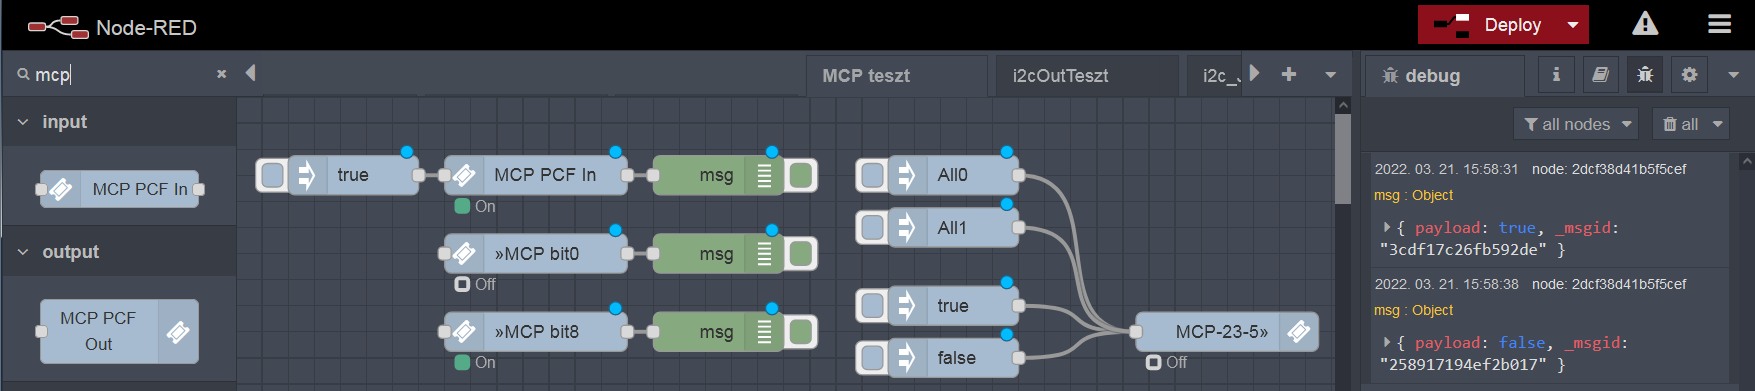 Node-RED
Deploy
mcp
MCP teszt
i2cOutTeszt
i2c_
debug
i
all nodes
all
input
MCP PCF In
output
MCP PCF
Out
true
MCP PCF In
msg
On
»MCP bit0
msg
Off
»MCP bit8
msg
On
All0
All1
true
false
MCP-23-5»
Off
2022. 03. 21. 15:58:31 node: 2dcf38d41b5f5cef
msg : Object
{ payload: true, _msgid:
"3cdf17c26fb592de" }
2022. 03. 21. 15:58:38 node: 2dcf38d41b5f5cef
msg : Object
{ payload: false, _msgid:
"258917194ef2b017" }